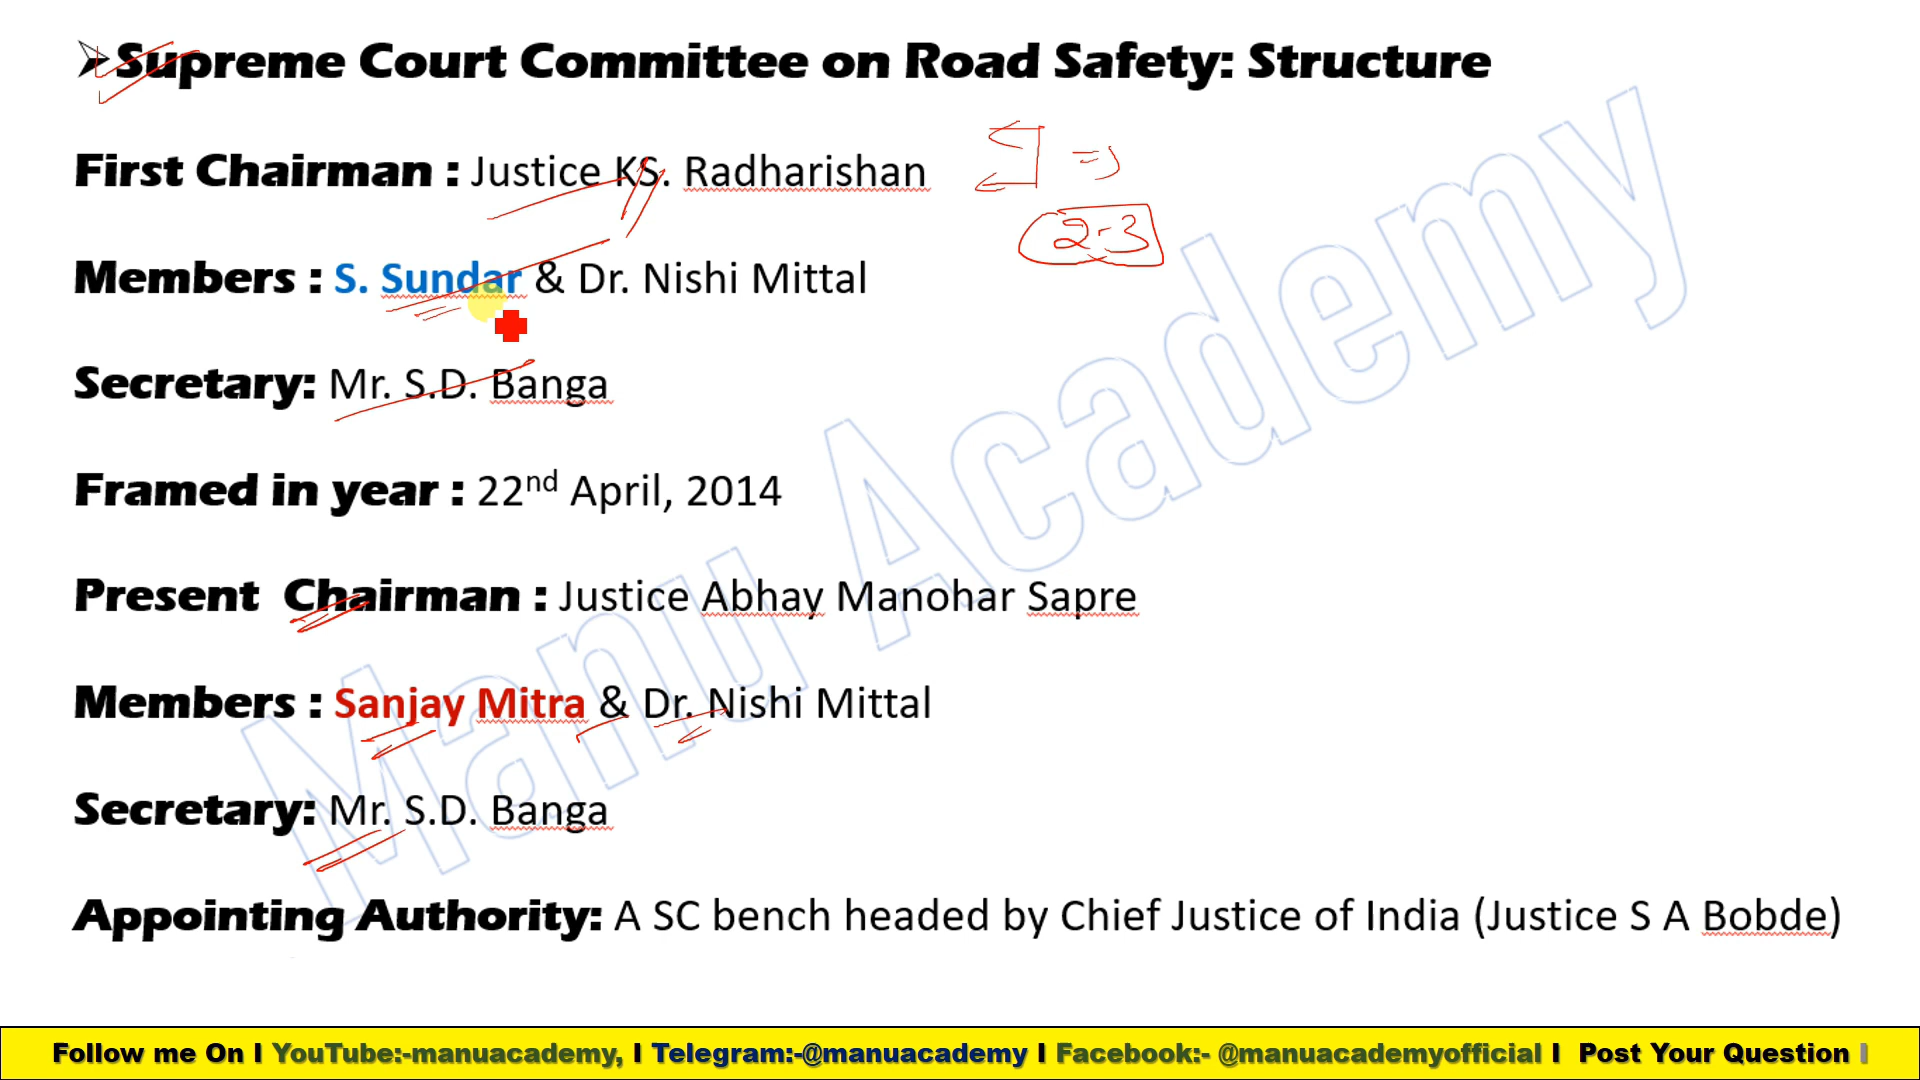 ➢Supreme Court Committee on Road Safety: Structure
First Chairman : Justice KS. Radharishan
2-3
Members : S. Sundar & Dr. Nishi Mittal
Secretary: Mr. S.D. Banga
Framed in year : 22nd April, 2014
Present Chairman : Justice Abhay Manohar Sapre
Members : Sanjay Mitra & Dr. Nishi Mittal
Secretary: Mr. S.D. Banga
Appointing Authority: A SC bench headed by Chief Justice of India (Justice S A Bobde)
Manu Academy
Follow me On I YouTube:-manuacademy, I Telegram:-@manuacademy I Facebook:- @manuacademyofficial I Post Your Question I